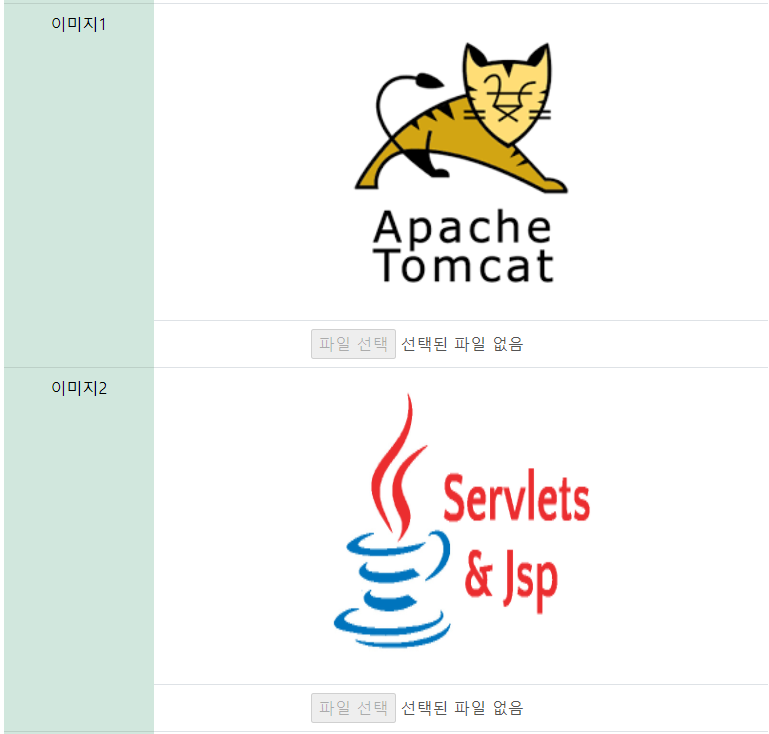 이미지1
Apache
Tomcat
파일 선택 선택된 파일 없음
이미지2
Servlets
& Jsp
파일 선택 선택된 파일 없음